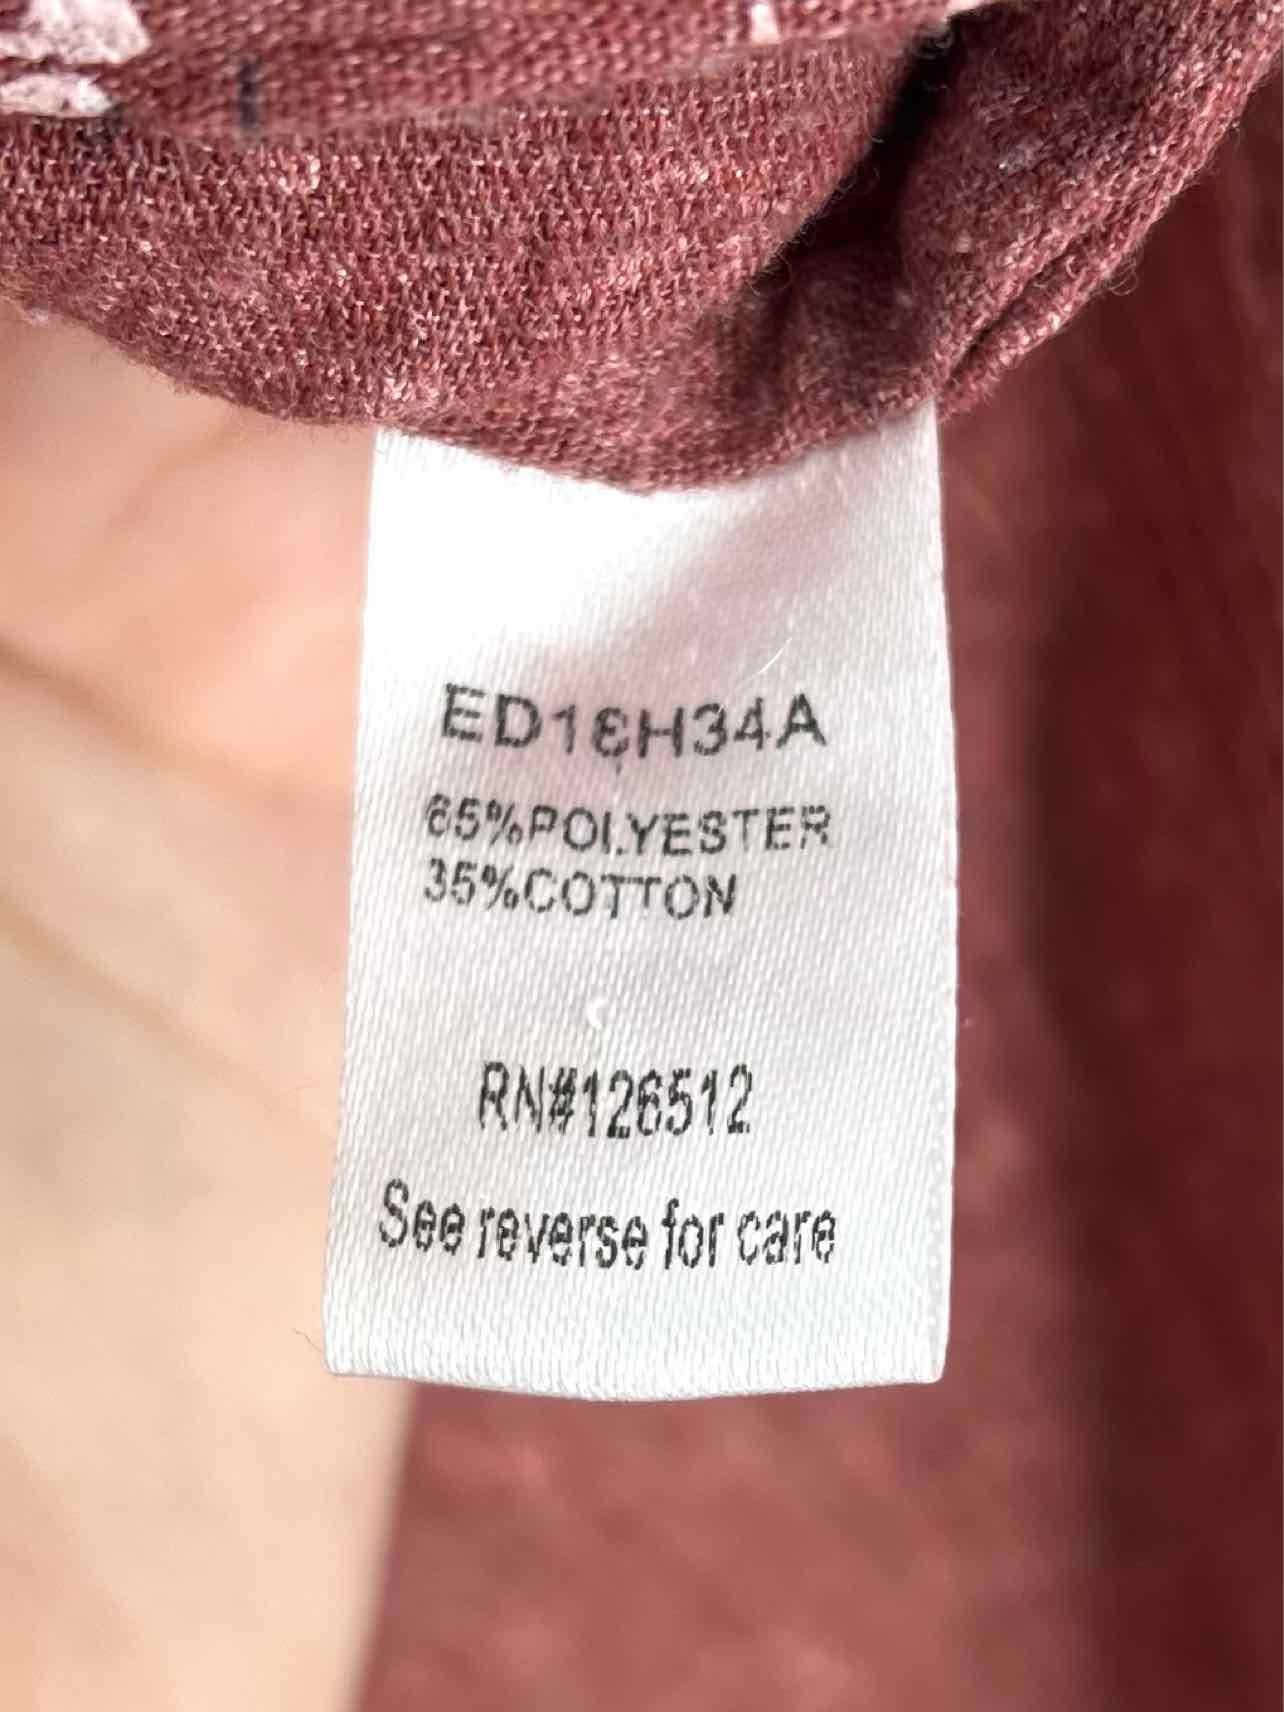 ED18H34A
65%POLYESTER
35%COTTON
RN#126512
See reverse for care